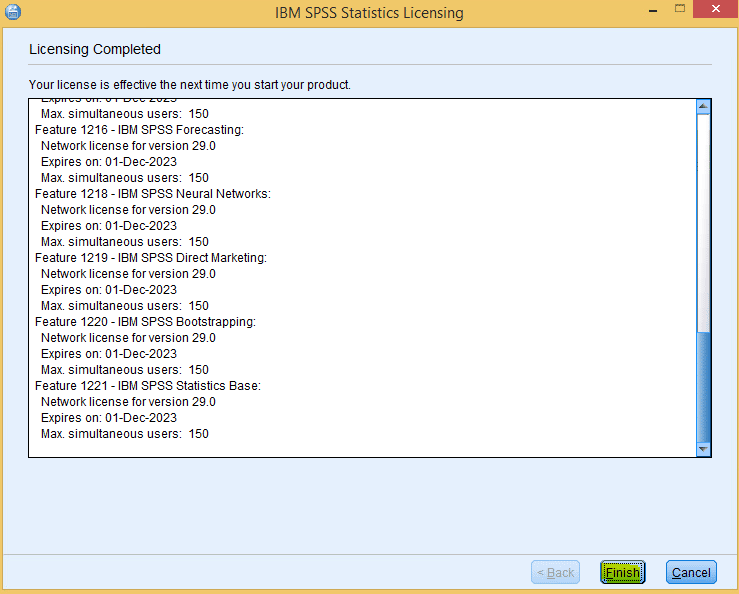 IBM SPSS Statistics Licensing
Licensing Completed
Your license is effective the next time you start your product.
Expires on: 01-Dec-2023
Max. simultaneous users: 150
Feature 1216 - IBM SPSS Forecasting:
Network license for version 29.0
Expires on: 01-Dec-2023
Max. simultaneous users: 150
Feature 1218 - IBM SPSS Neural Networks:
Network license for version 29.0
Expires on: 01-Dec-2023
Max. simultaneous users: 150
Feature 1219 - IBM SPSS Direct Marketing:
Network license for version 29.0
Expires on: 01-Dec-2023
Max. simultaneous users: 150
Feature 1220 - IBM SPSS Bootstrapping:
Network license for version 29.0
Expires on: 01-Dec-2023
Max. simultaneous users: 150
Feature 1221 - IBM SPSS Statistics Base:
Network license for version 29.0
Expires on: 01-Dec-2023
Max. simultaneous users: 150
< Back Finish Cancel